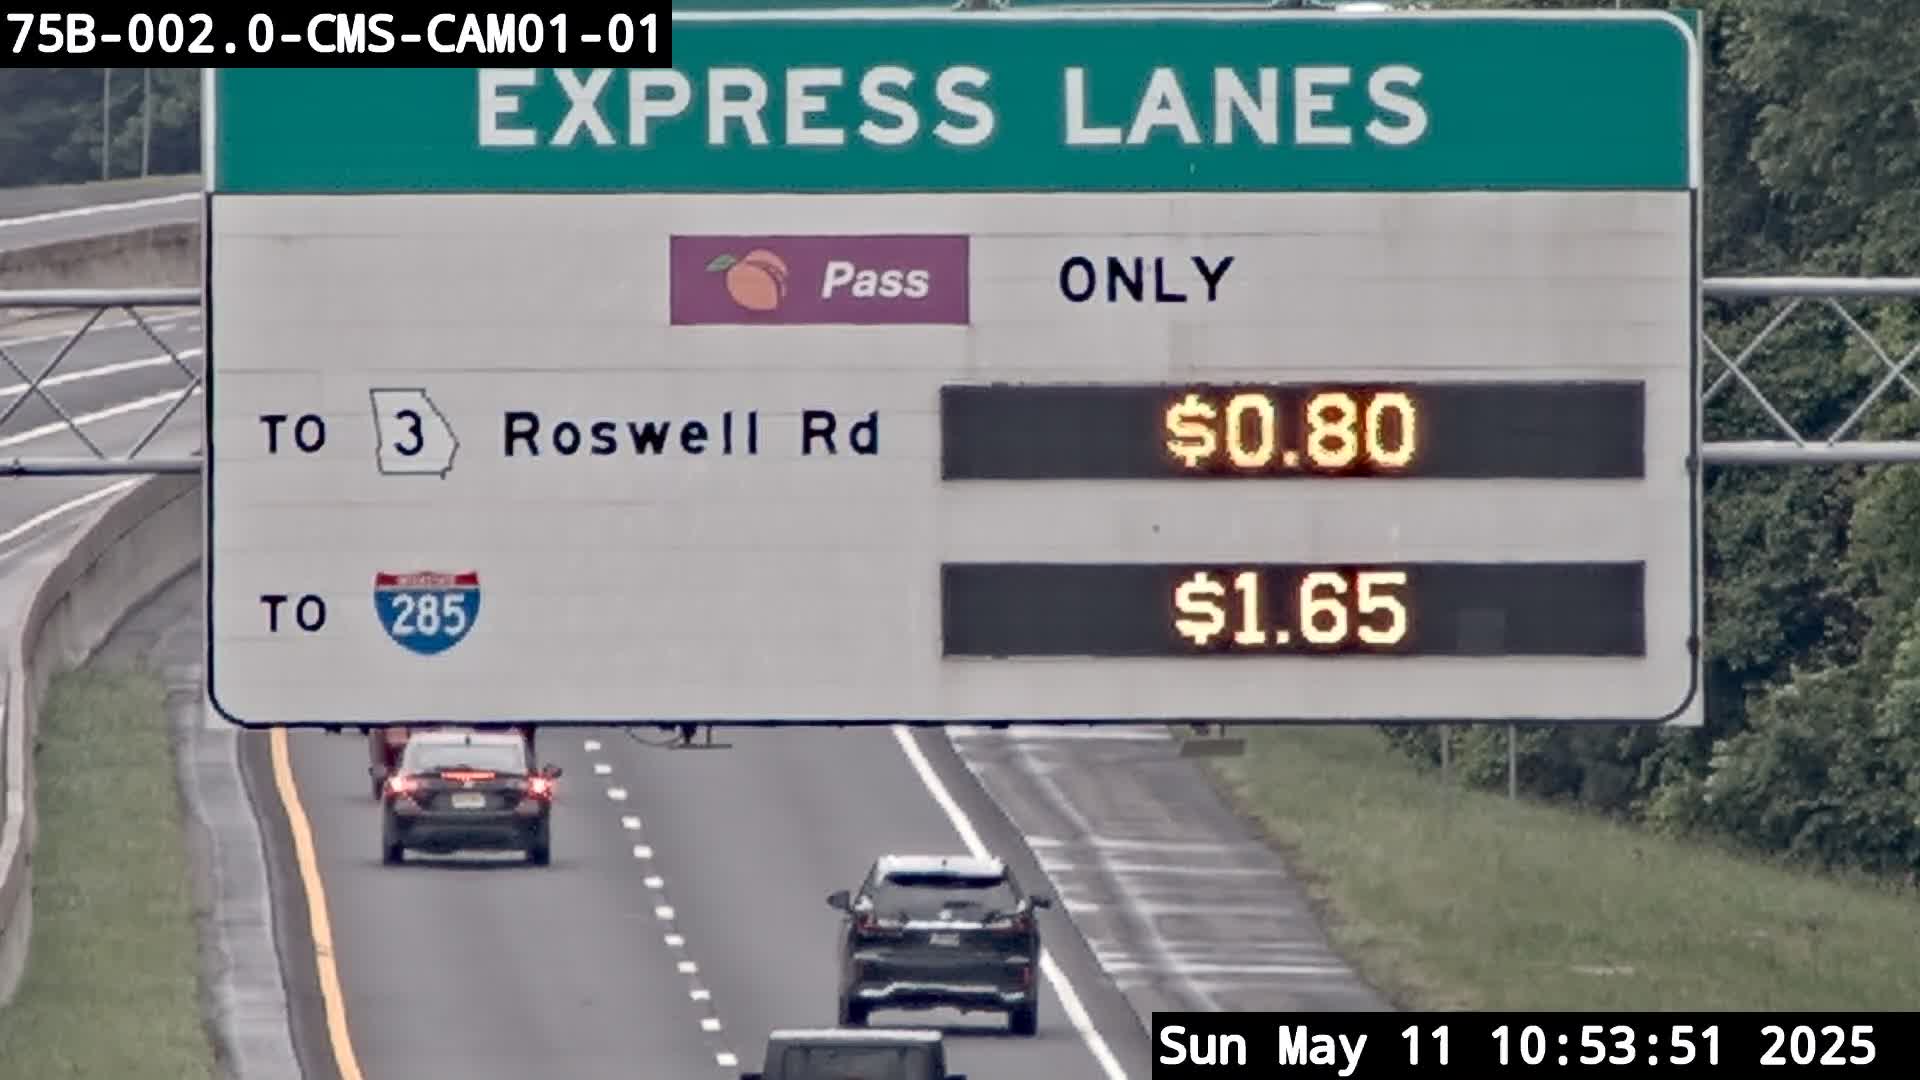 75B-002.0-CMS-CAM01-01
EXPRESS LANES
Pass ONLY
TO 3 Roswell Rd $0.80
TO 285 $1.65
Sun May 11 10:53:51 2025